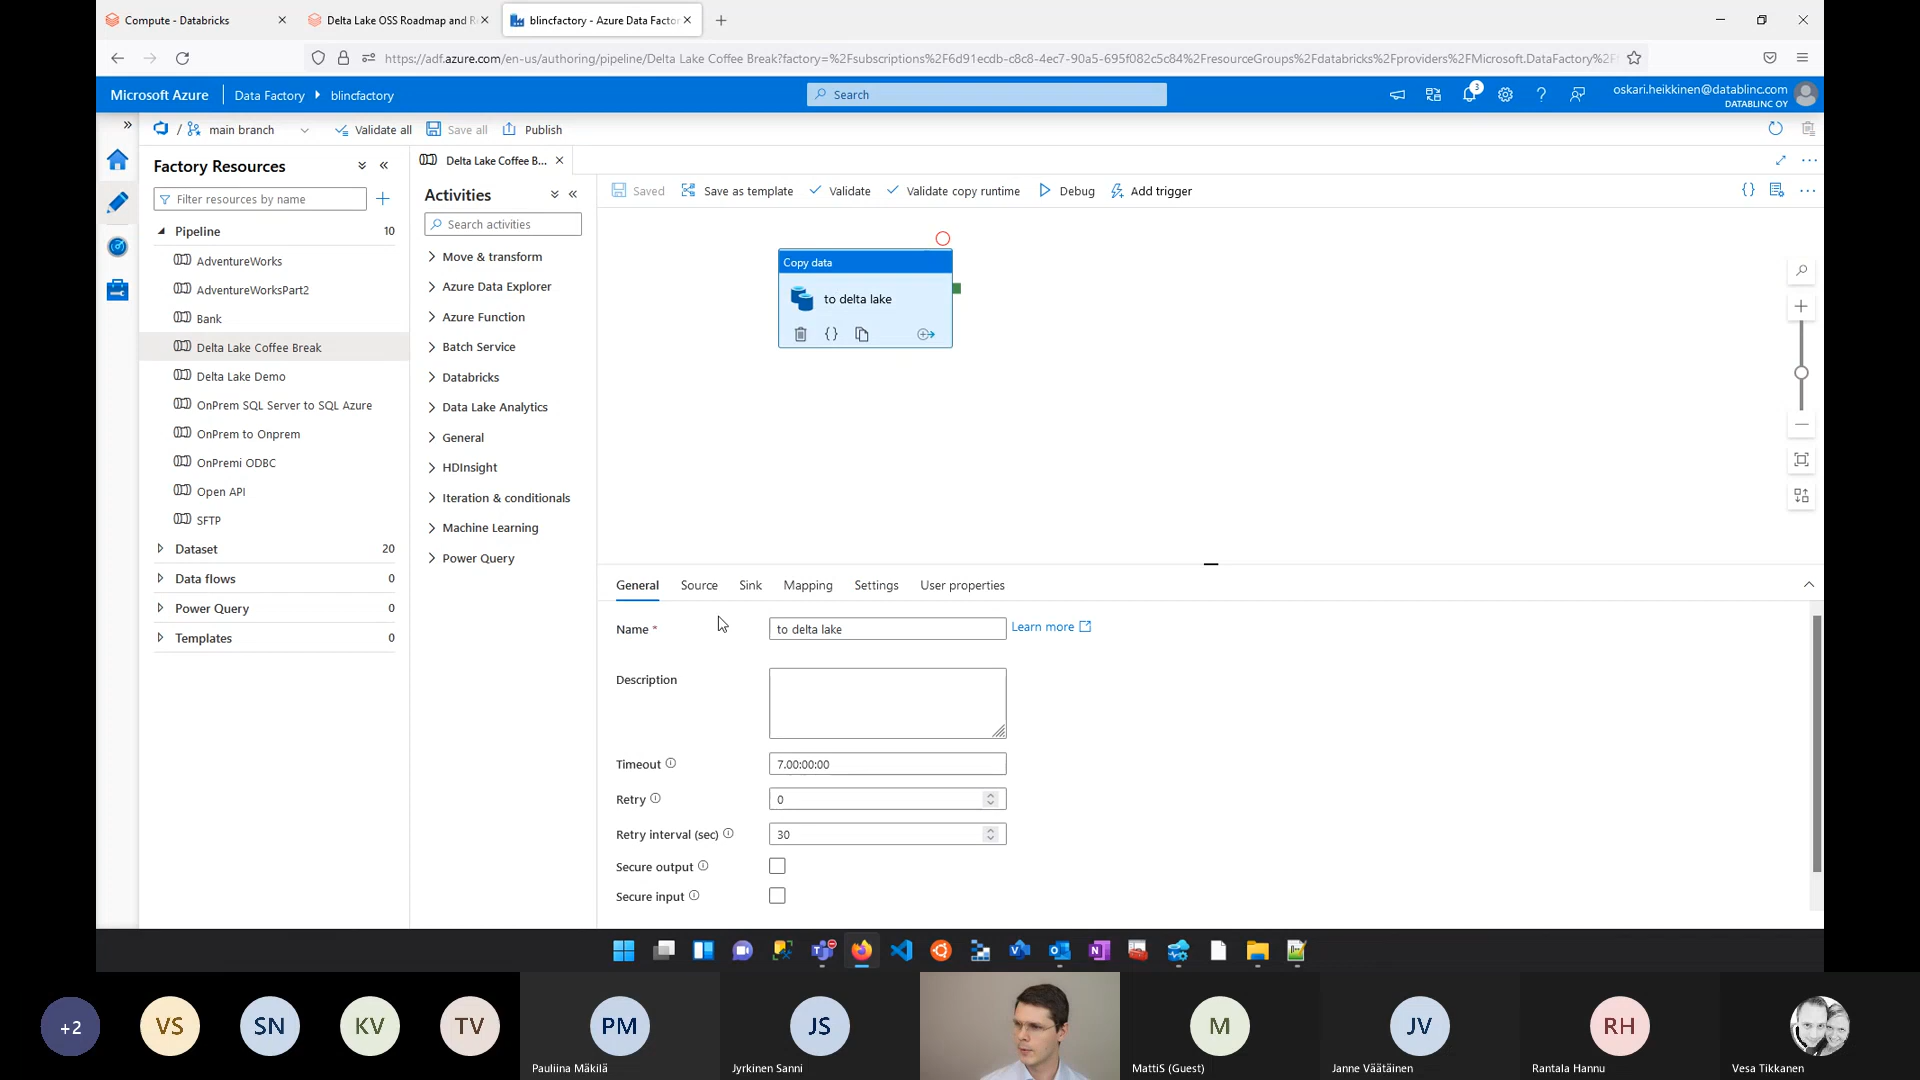 Compute - Databricks
Delta Lake OSS Roadmap and R
blincfactory - Azure Data Factor
https://adf.azure.com/en-us/authoring/pipeline/Delta Lake Coffee Break?factory=%2Fsubscriptions%2F6d91ecdb-c8c8-4ec7-90a5-695f082c5c84%2FresourceGroups%2Fdatabricks%2Fproviders%2FMicrosoft.DataFactory%2F
Microsoft Azure
Data Factory
blincfactory
Search
3
oskari.heikkinen@datablinc.com
DATABLINC OY
/
main branch
Validate all
Save all
Publish
Factory Resources
Filter resources by name
Pipeline 10
AdventureWorks
AdventureWorksPart2
Bank
Delta Lake Coffee Break
Delta Lake Demo
OnPrem SQL Server to SQL Azure
OnPrem to Onprem
OnPremi ODBC
Open API
SFTP
Dataset 20
Data flows 0
Power Query 0
Templates 0
Delta Lake Coffee B...
Activities
Search activities
Move & transform
Azure Data Explorer
Azure Function
Batch Service
Databricks
Data Lake Analytics
General
HDInsight
Iteration & conditionals
Machine Learning
Power Query
Saved
Save as template
Validate
Validate copy runtime
Debug
Add trigger
Copy data
to delta lake
General
Source
Sink
Mapping
Settings
User properties
Name *
to delta lake
Learn more
Description
Timeout
7.00:00:00
Retry
0
Retry interval (sec)
30
Secure output
Secure input
+2
VS
SN
KV
TV
PM
Pauliina Mäkilä
JS
Jyrkinen Sanni
M
MattiS (Guest)
JV
Janne Väätäinen
RH
Rantala Hannu
Vesa Tikkanen